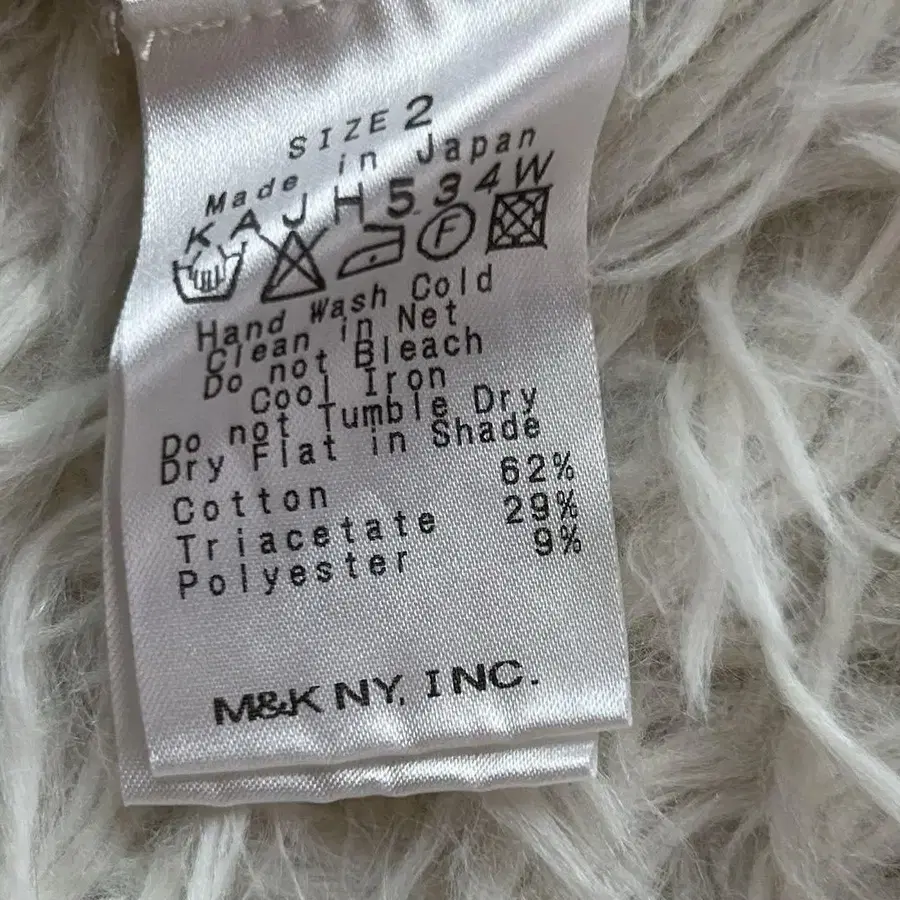 SIZE 2
Made in Japan
KAJH534W
F
Hand Wash Cold
Clean in Net
Do not Bleach
Cool Iron
Do not Tumble Dry
Dry Flat in Shade
Cotton 62%
Triacetate 29%
Polyester 9%
M&K NY, INC.